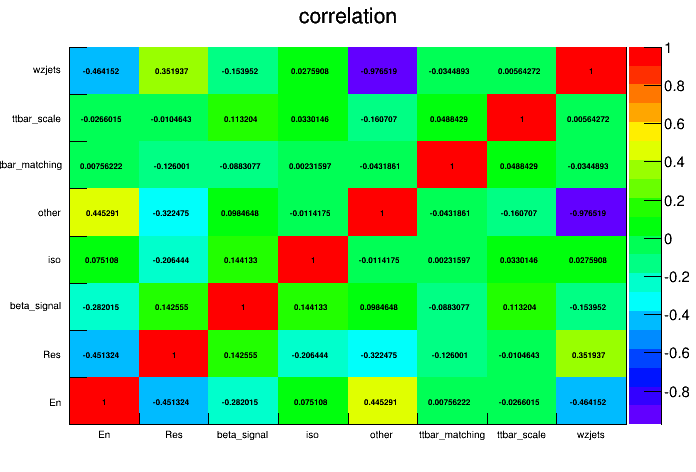 correlation
wzjets -0.464152 0.351937 -0.153952 0.0275908 -0.976519 -0.0344893 0.00564272 1
ttbar_scale -0.0266015 -0.0104643 0.113204 0.0330146 -0.160707 0.0488429 1 0.00564272
tbar_matching 0.00756222 -0.126001 -0.0883077 0.00231597 -0.0431861 1 0.0488429 -0.0344893
other 0.445291 -0.322475 0.0984648 -0.0114175 1 -0.0431861 -0.160707 -0.976519
iso 0.075108 -0.206444 0.144133 1 -0.0114175 0.00231597 0.0330146 0.0275908
beta_signal -0.282015 0.142555 1 0.144133 0.0984648 -0.0883077 0.113204 -0.153952
Res -0.451324 1 0.142555 -0.206444 -0.322475 -0.126001 -0.0104643 0.351937
En 1 -0.451324 -0.282015 0.075108 0.445291 0.00756222 -0.0266015 -0.464152
En Res beta_signal iso other ttbar_matching ttbar_scale wzjets
1
0.8
0.6
0.4
0.2
0
-0.2
-0.4
-0.6
-0.8